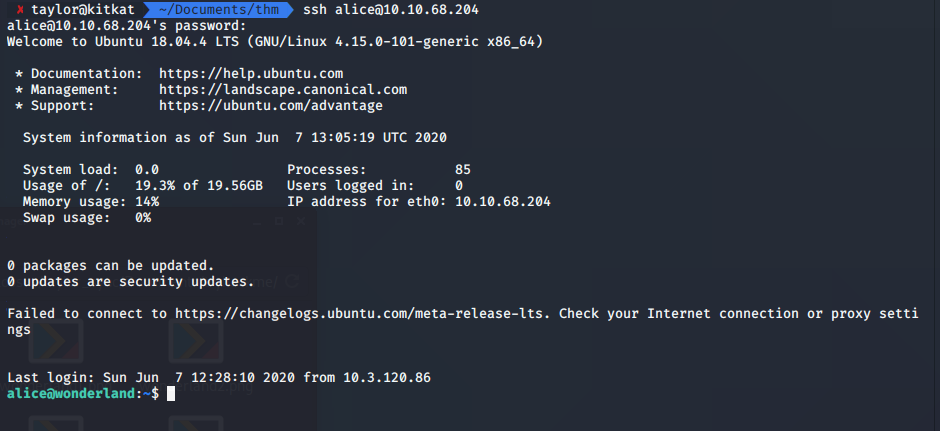 ✘ taylor@kitkat ~/Documents/thm ssh alice@10.10.68.204
alice@10.10.68.204's password:
Welcome to Ubuntu 18.04.4 LTS (GNU/Linux 4.15.0-101-generic x86_64)
* Documentation:  https://help.ubuntu.com
* Management:     https://landscape.canonical.com
* Support:        https://ubuntu.com/advantage
System information as of Sun Jun  7 13:05:19 UTC 2020
System load:  0.0                Processes:           85
Usage of /:   19.3% of 19.56GB   Users logged in:     0
Memory usage: 14%                IP address for eth0: 10.10.68.204
Swap usage:   0%
0 packages can be updated.
0 updates are security updates.
Failed to connect to https://changelogs.ubuntu.com/meta-release-lts. Check your Internet connection or proxy setti
ngs
Last login: Sun Jun  7 12:28:10 2020 from 10.3.120.86
alice@wonderland:~$